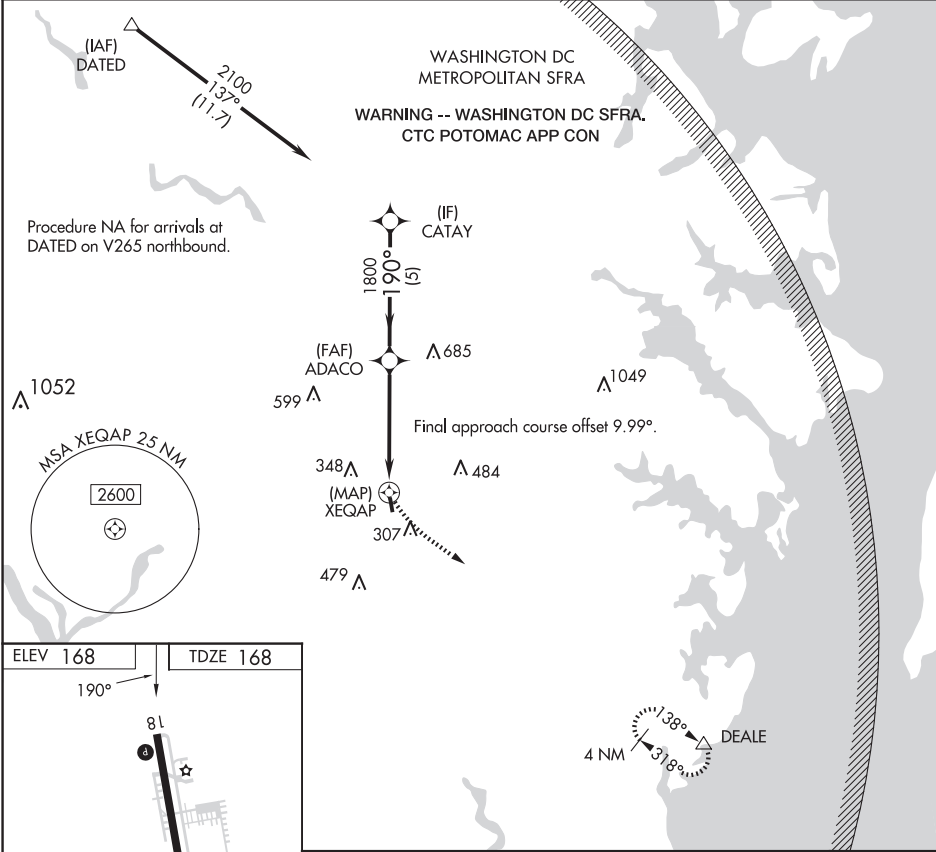 (IAF)
DATED
2100
137°
(11.7)
WASHINGTON DC
METROPOLITAN SFRA
WARNING -- WASHINGTON DC SFRA.
CTC POTOMAC APP CON
Procedure NA for arrivals at
DATED on V265 northbound.
(IF)
CATAY
1800
190°
(5)
(FAF)
ADACO
685
1052
599
1049
Final approach course offset 9.99°.
MSA XEQAP 25 NM
2600
348
484
(MAP)
XEQAP
307
479
ELEV 168
TDZE 168
190°
18
P
138°
DEALE
4 NM
318°